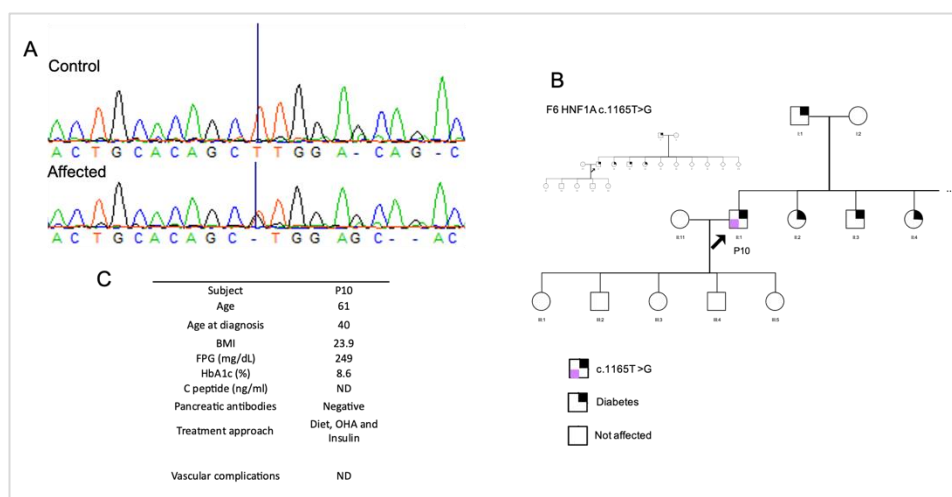 A
Control
A C T G C A C A G C T T G G A - C A G - C
Affected
A C T G C A C A G C - T G G A G C - - A C
B
F6 HNF1A c.1165T>G
I.1 I.2
II.11 II.1 II.2 II.3 II.4
...
P10
III.1 III.2 III.3 III.4 III.5
c.1165T >G
Diabetes
Not affected
C
Subject P10
Age 61
Age at diagnosis 40
BMI 23.9
FPG (mg/dL) 249
HbA1c (%) 8.6
C peptide (ng/ml) ND
Pancreatic antibodies Negative
Treatment approach Diet, OHA and
Insulin
Vascular complications ND